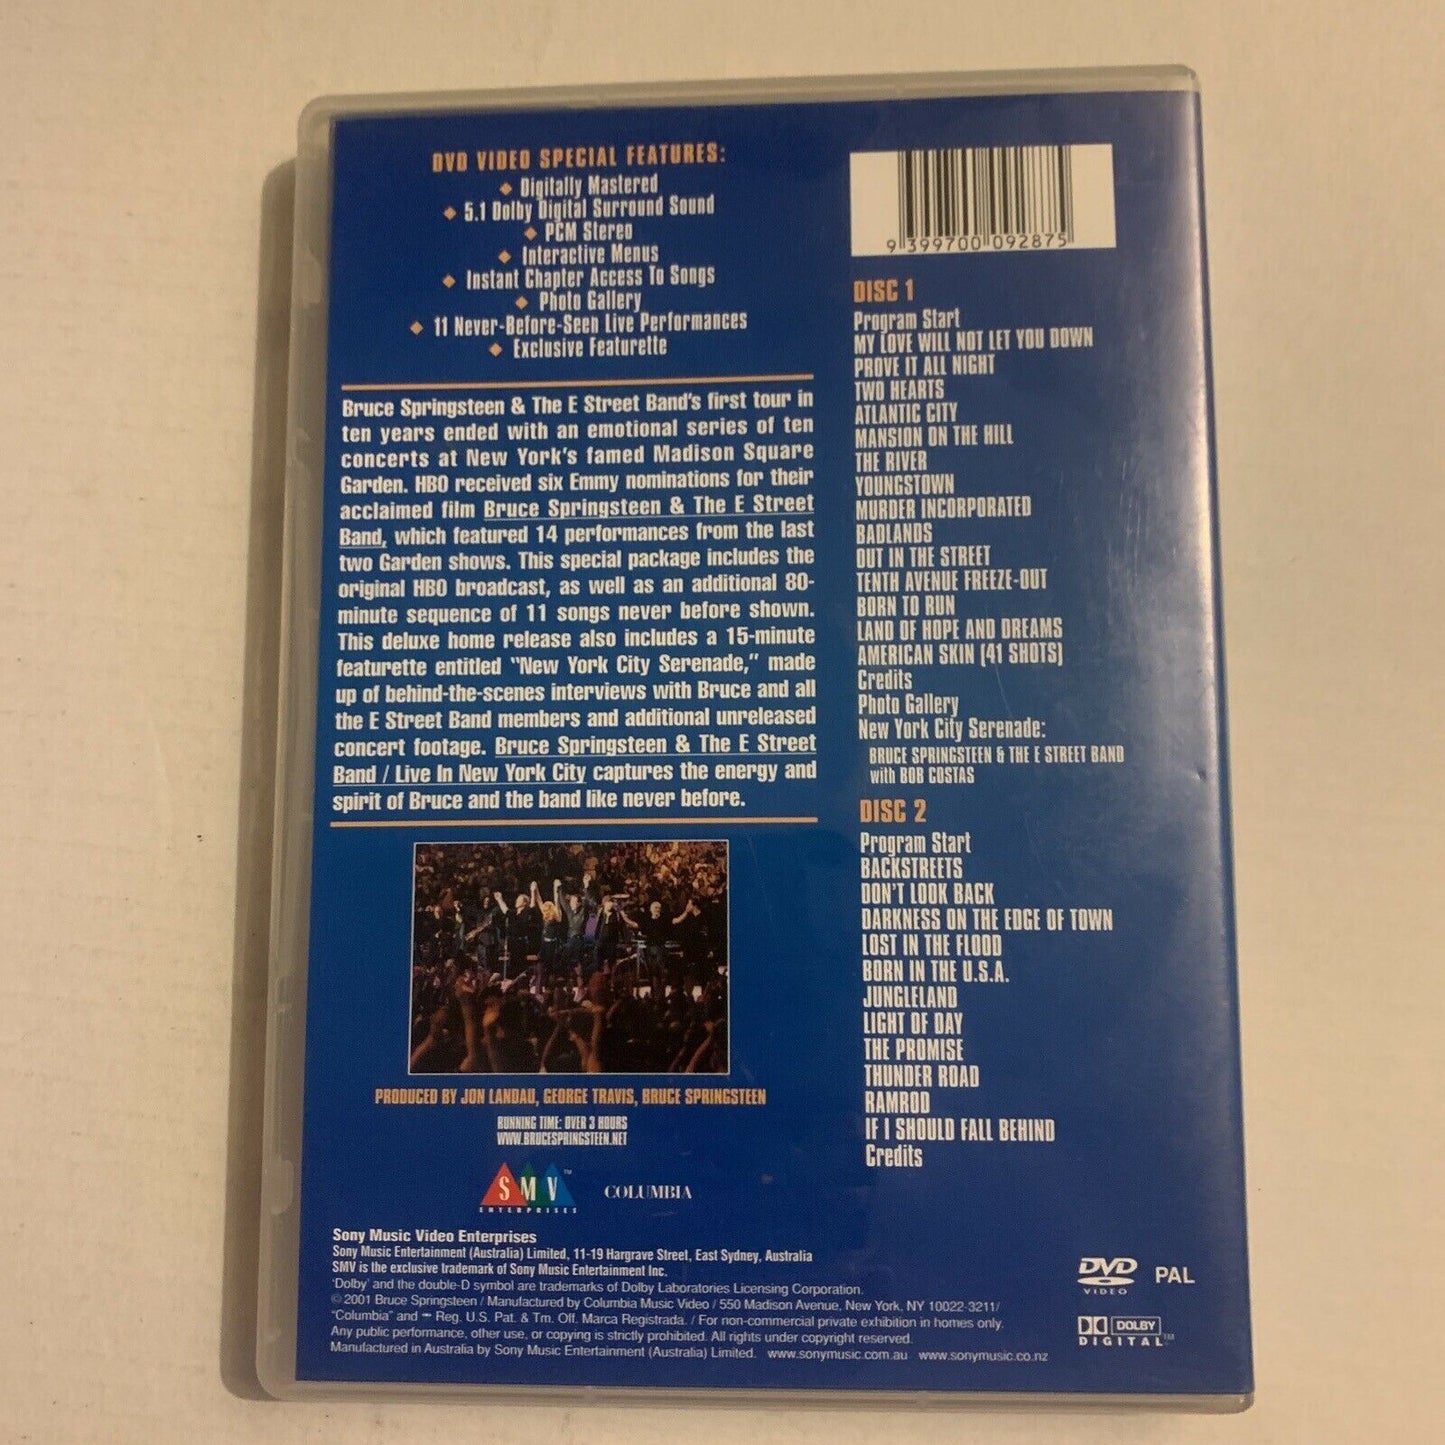 DVD VIDEO SPECIAL FEATURES:
◆ Digitally Mastered
◆ 5.1 Dolby Digital Surround Sound
◆ PCM Stereo
◆ Interactive Menus
◆ Instant Chapter Access To Songs
◆ Photo Gallery
◆ 11 Never-Before-Seen Live Performances
◆ Exclusive Featurette
Bruce Springsteen & The E Street Band's first tour in
ten years ended with an emotional series of ten
concerts at New York's famed Madison Square
Garden. HBO received six Emmy nominations for their
acclaimed film Bruce Springsteen & The E Street
Band, which featured 14 performances from the last
two Garden shows. This special package includes the
original HBO broadcast, as well as an additional 80-
minute sequence of 11 songs never before shown.
This deluxe home release also includes a 15-minute
featurette entitled "New York City Serenade," made
up of behind-the-scenes interviews with Bruce and all
the E Street Band members and additional unreleased
concert footage. Bruce Springsteen & The E Street
Band / Live In New York City captures the energy and
spirit of Bruce and the band like never before.
PRODUCED BY JON LANDAU, GEORGE TRAVIS, BRUCE SPRINGSTEEN
RUNNING TIME: OVER 3 HOURS
WWW.BRUCESPRINGSTEEN.NET
SMV™
ENTERPRISES
COLUMBIA
9 399700 092875
DISC 1
Program Start
MY LOVE WILL NOT LET YOU DOWN
PROVE IT ALL NIGHT
TWO HEARTS
ATLANTIC CITY
MANSION ON THE HILL
THE RIVER
YOUNGSTOWN
MURDER INCORPORATED
BADLANDS
OUT IN THE STREET
TENTH AVENUE FREEZE-OUT
BORN TO RUN
LAND OF HOPE AND DREAMS
AMERICAN SKIN (41 SHOTS)
Credits
Photo Gallery
New York City Serenade:
BRUCE SPRINGSTEEN & THE E STREET BAND
with BOB COSTAS
DISC 2
Program Start
BACKSTREETS
DON'T LOOK BACK
DARKNESS ON THE EDGE OF TOWN
LOST IN THE FLOOD
BORN IN THE U.S.A.
JUNGLELAND
LIGHT OF DAY
THE PROMISE
THUNDER ROAD
RAMROD
IF I SHOULD FALL BEHIND
Credits
Sony Music Video Enterprises
Sony Music Entertainment (Australia) Limited, 11-19 Hargrave Street, East Sydney, Australia
SMV is the exclusive trademark of Sony Music Entertainment Inc.
'Dolby' and the double-D symbol are trademarks of Dolby Laboratories Licensing Corporation.
© 2001 Bruce Springsteen / Manufactured by Columbia Music Video / 550 Madison Avenue, New York, NY 10022-3211/
"Columbia" and Reg. U.S. Pat. & Tm. Off. Marca Registrada. / For non-commercial private exhibition in homes only.
Any public performance, other use, or copying is strictly prohibited. All rights under copyright reserved.
Manufactured in Australia by Sony Music Entertainment (Australia) Limited. www.sonymusic.com.au www.sonymusic.co.nz
DVD VIDEO PAL
DOLBY
DIGITAL™